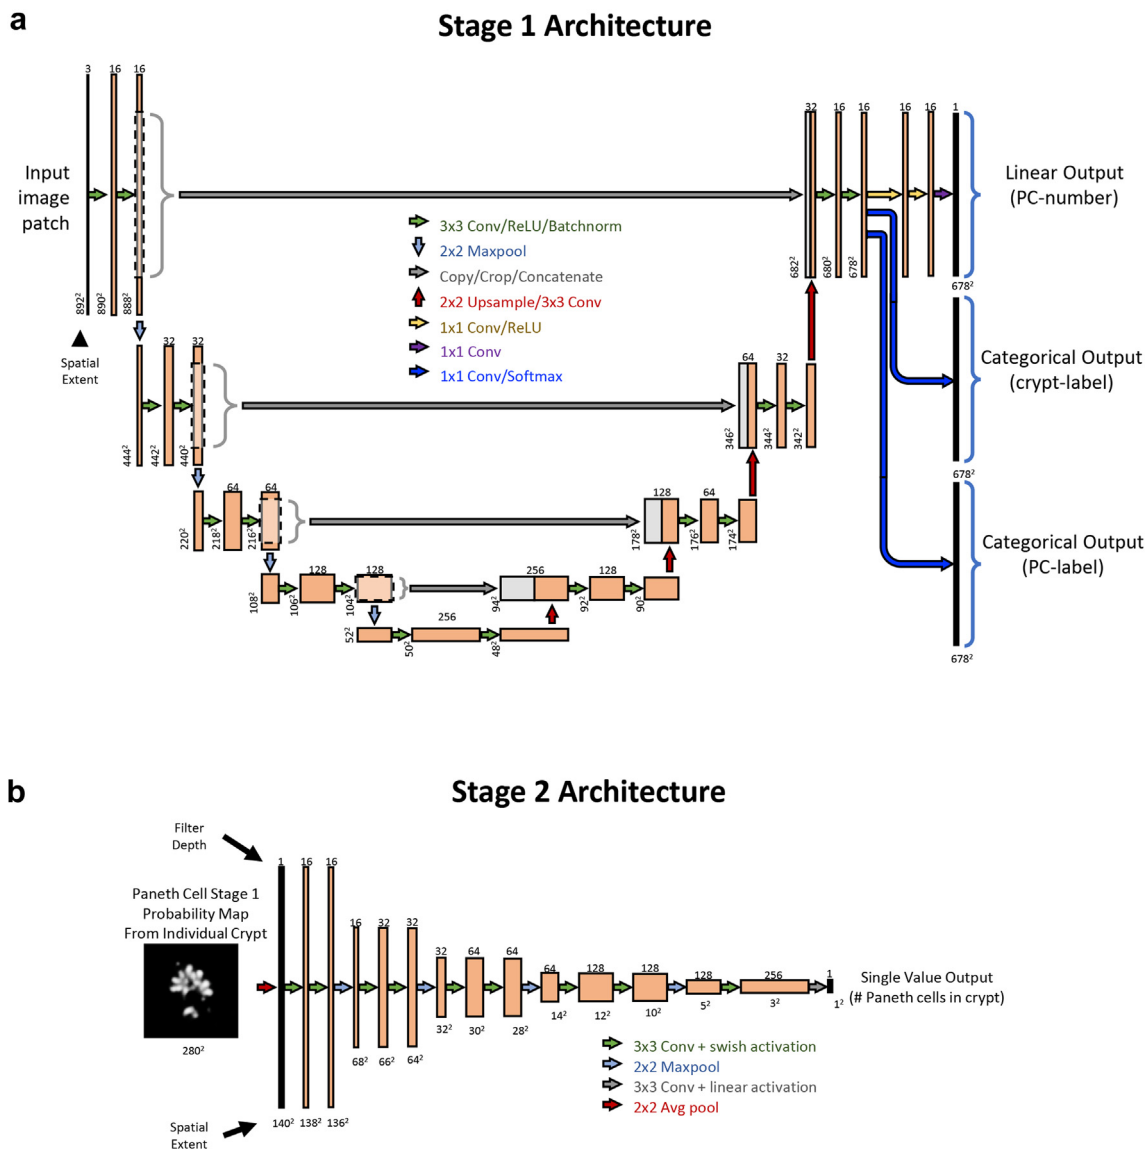 a
Stage 1 Architecture
3 16 16
32 16 16 16 16 1
Input
image
patch
Linear Output
(PC-number)
3x3 Conv/ReLU/Batchnorm
2x2 Maxpool
Copy/Crop/Concatenate
2x2 Upsample/3x3 Conv
1x1 Conv/ReLU
1x1 Conv
1x1 Conv/Softmax
892² 890² 888²
682² 680² 678²
678²
Spatial
Extent
32 32
64 32
Categorical Output
(crypt-label)
444² 442² 440²
346² 344² 342²
678²
64 64
128 64
220² 218² 216²
178² 176² 174²
Categorical Output
(PC-label)
128 128
256 128
108² 106² 104²
94² 92² 90²
256
52² 50² 48²
678²
b
Stage 2 Architecture
Filter
Depth
1 16 16
Paneth Cell Stage 1
Probability Map
From Individual Crypt
16 32 32
32 64 64
64 128 128
128 256 1
Single Value Output
(# Paneth cells in crypt)
280²
140² 138² 136²
68² 66² 64²
32² 30² 28²
14² 12² 10²
5² 3² 1²
3x3 Conv + swish activation
2x2 Maxpool
3x3 Conv + linear activation
2x2 Avg pool
Spatial
Extent